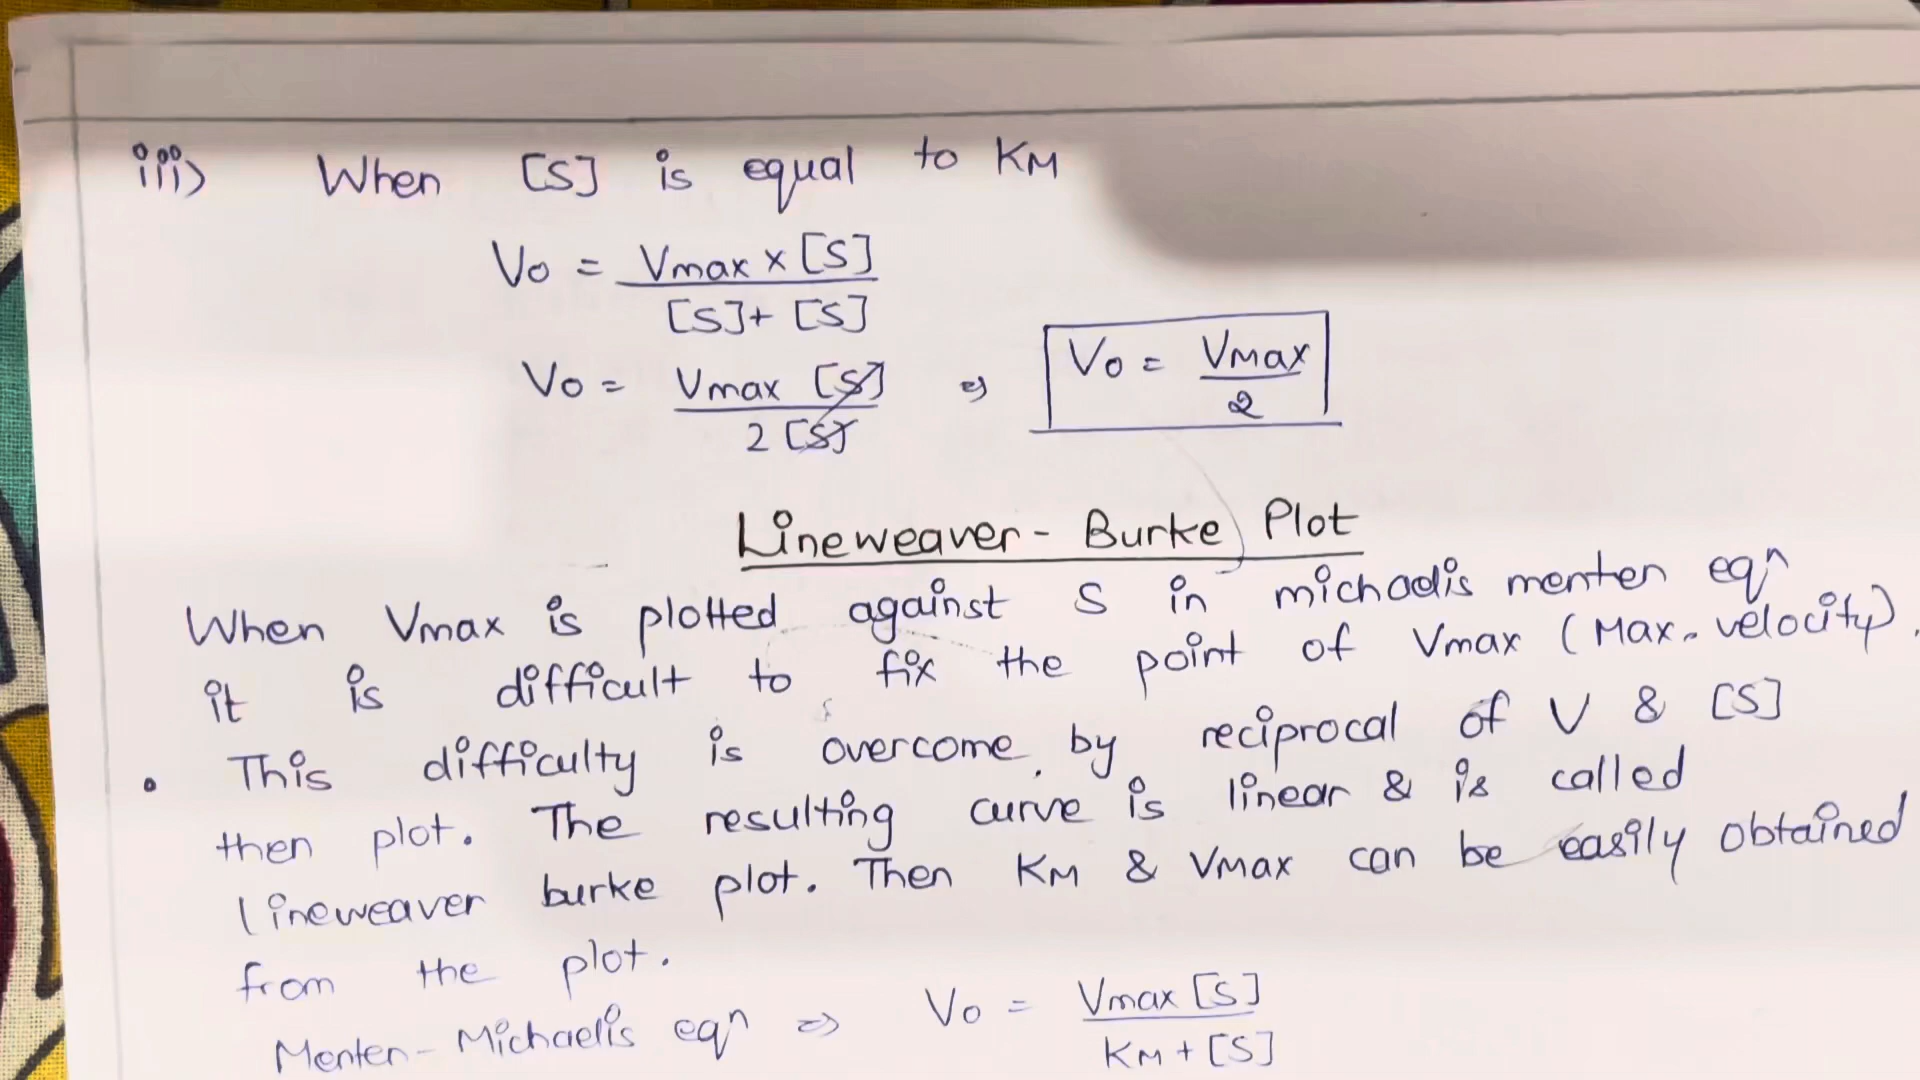 iii> When [S] is equal to KM
Vo = Vmax x [S]
[S]+ [S]
Vo = Vmax [S]
2 [S]
⇒ Vo = Vmax
2
Lineweaver - Burke Plot
When Vmax is plotted against S in michaelis menten eqn
it is difficult to fix the point of Vmax (Max. velocity).
• This difficulty is overcome by reciprocal of V & [S]
then plot. The resulting curve is linear & is called
lineweaver burke plot. Then KM & Vmax can be easily obtained
from the plot.
Menten-Michaelis eqn ⇒ Vo = Vmax [S]
KM + [S]